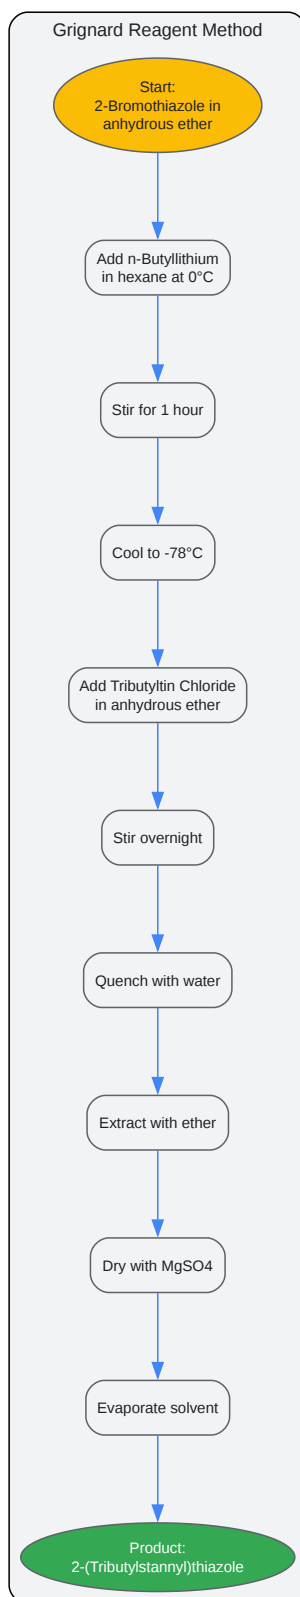 Grignard Reagent Method
Start:
2-Bromothiazole in
anhydrous ether
Add n-Butyllithium
in hexane at 0°C
Stir for 1 hour
Cool to -78°C
Add Tributyltin Chloride
in anhydrous ether
Stir overnight
Quench with water
Extract with ether
Dry with MgSO4
Evaporate solvent
Product:
2-(Tributylstannyl)thiazole